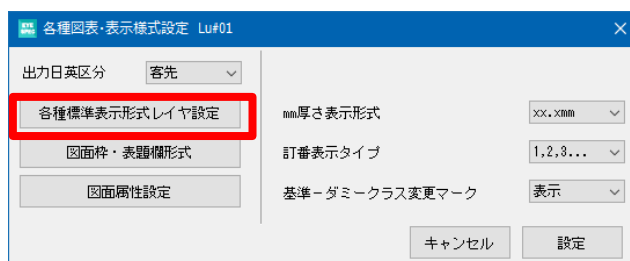 EYE SPEC 各種図表･表示様式設定 Lu#01
出力日英区分 客先
各種標準表示形式レイヤ設定
図面枠・表題欄形式
図面属性設定
mm厚さ表示形式 xx.xmm
訂番表示タイプ 1,2,3...
基準－ダミークラス変更マーク 表示
キャンセル 設定